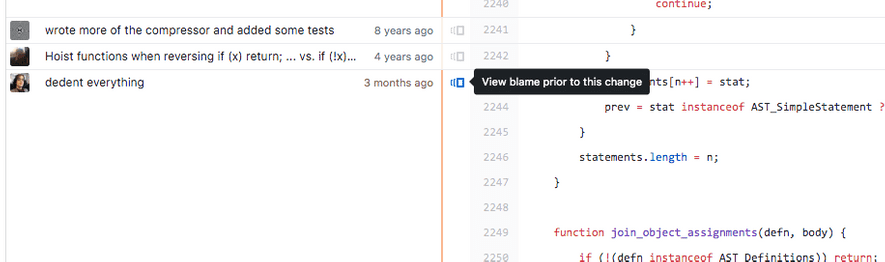 2240 continue;
wrote more of the compressor and added some tests 8 years ago 2241 }
Hoist functions when reversing if (x) return; ... vs. if (!x)... 4 years ago 2242 }
dedent everything 3 months ago View blame prior to this change nts[n++] = stat;
2244 prev = stat instanceof AST_SimpleStatement ?
2245 }
2246 statements.length = n;
2247 }
2248
2249 function join_object_assignments(defn, body) {
2250 if (!(defn instanceof AST_Definitions)) return;